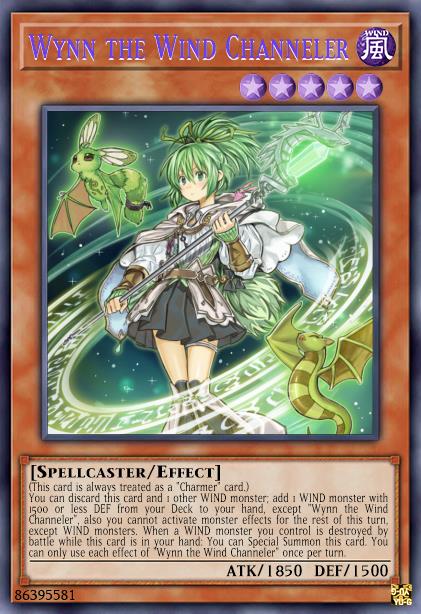 WYNN THE WIND CHANNELER
WIND
風
[SPELLCASTER/EFFECT]
(This card is always treated as a "Charmer" card.)
You can discard this card and 1 other WIND monster; add 1 WIND monster with
1500 or less DEF from your Deck to your hand, except "Wynn the Wind
Channeler", also you cannot activate monster effects for the rest of this turn,
except WIND monsters. When a WIND monster you control is destroyed by
battle while this card is in your hand: You can Special Summon this card. You
can only use each effect of "Wynn the Wind Channeler" once per turn.
ATK/1850 DEF/1500
86395581